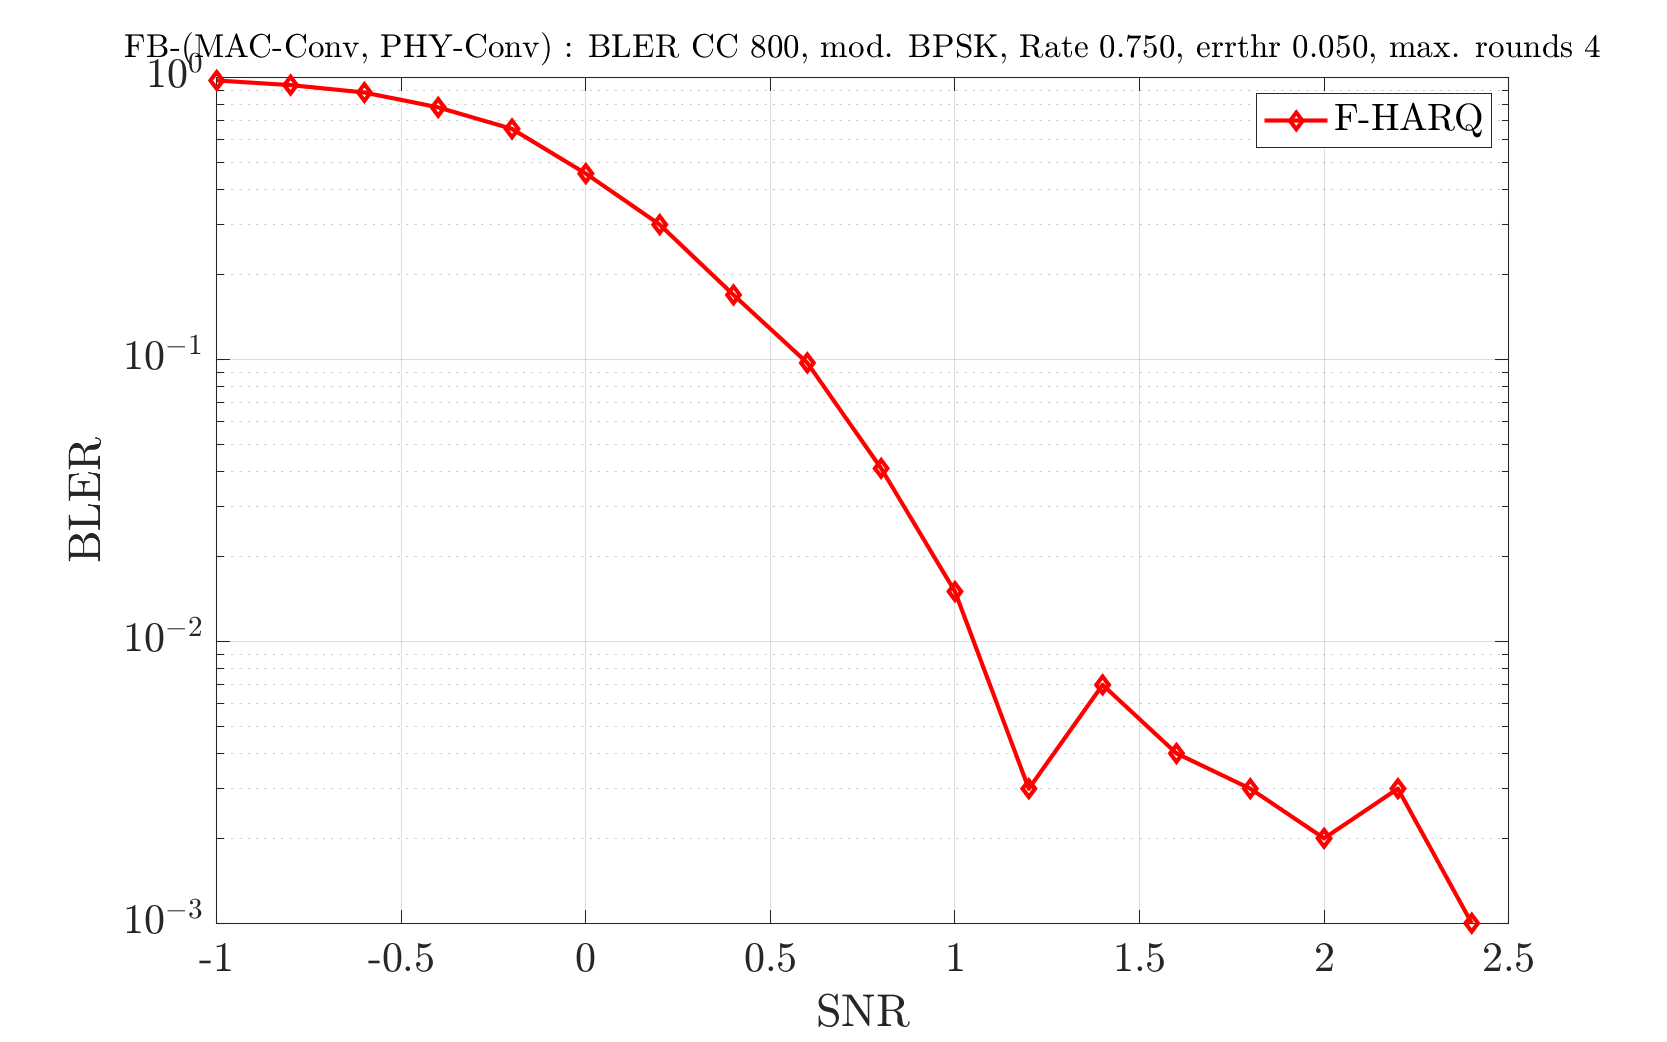 FB-(MAC-Conv, PHY-Conv) : BLER CC 800, mod. BPSK, Rate 0.750, errthr 0.050, max. rounds 4
10^0
F-HARQ
10^{-1}
BLER
10^{-2}
10^{-3}
-1 -0.5 0 0.5 1 1.5 2 2.5
SNR